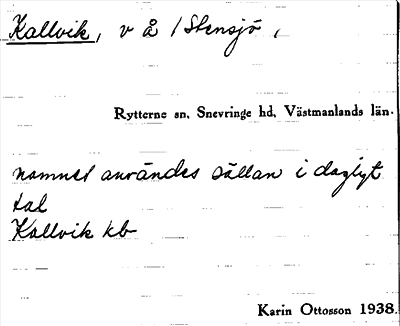 Kallvik, v å / Stensjö,
Rytterne sn, Snevringe hd, Västmanlands län.
namnet användes sällan i dagligt
tal
Kallvik kb
Karin Ottosson 1938.